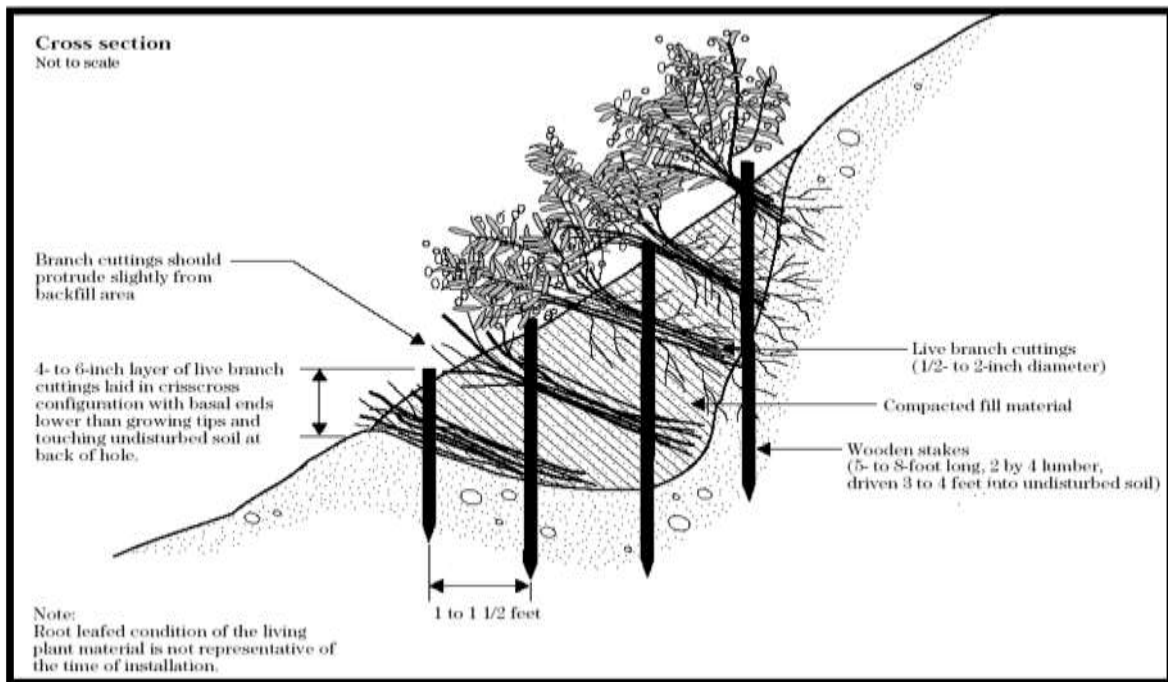 Cross section
Not to scale
Branch cuttings should
protrude slightly from
backfill area
4- to 6-inch layer of live branch
cuttings laid in crisscross
configuration with basal ends
lower than growing tips and
touching undisturbed soil at
back of hole.
Live branch cuttings
(1/2- to 2-inch diameter)
Compacted fill material
Wooden stakes
(5- to 8-foot long, 2 by 4 lumber,
driven 3 to 4 feet into undisturbed soil)
1 to 1 1/2 feet
Note:
Root leafed condition of the living
plant material is not representative of
the time of installation.